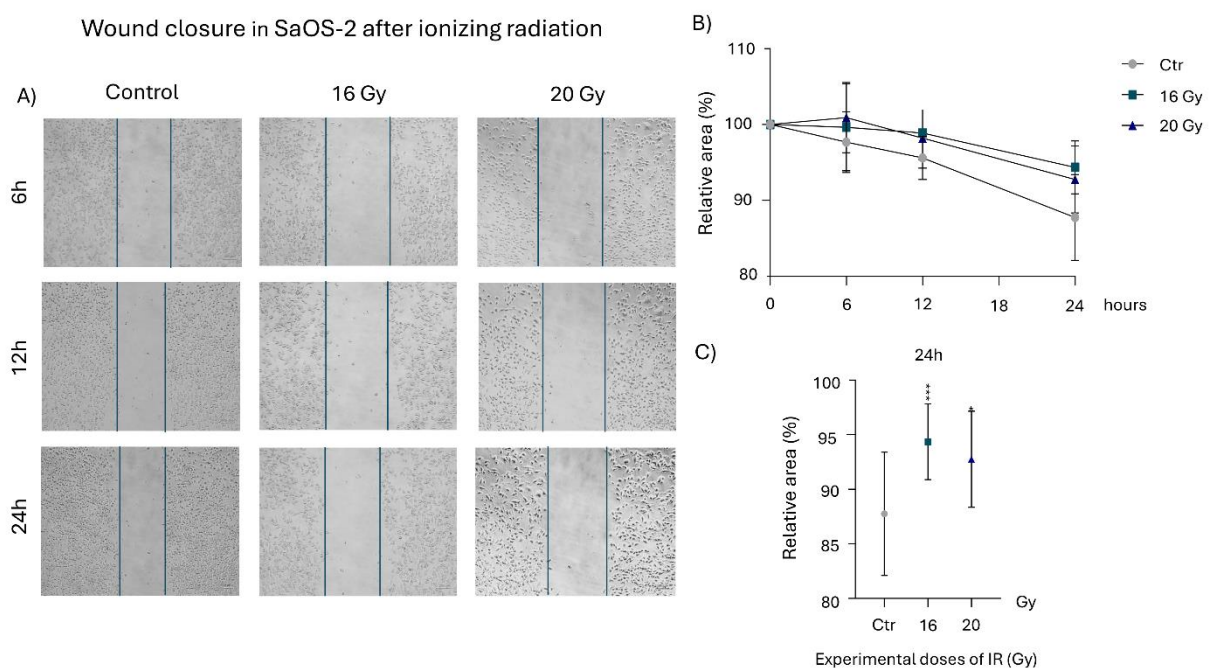 Wound closure in SaOS-2 after ionizing radiation
A)
Control
16 Gy
20 Gy
6h
12h
24h
B)
110
100
90
80
Relative area (%)
0
6
12
18
24
hours
Ctr
16 Gy
20 Gy
C)
24h
100
95
90
85
80
Relative area (%)
***
*
Ctr
16
20
Gy
Experimental doses of IR (Gy)